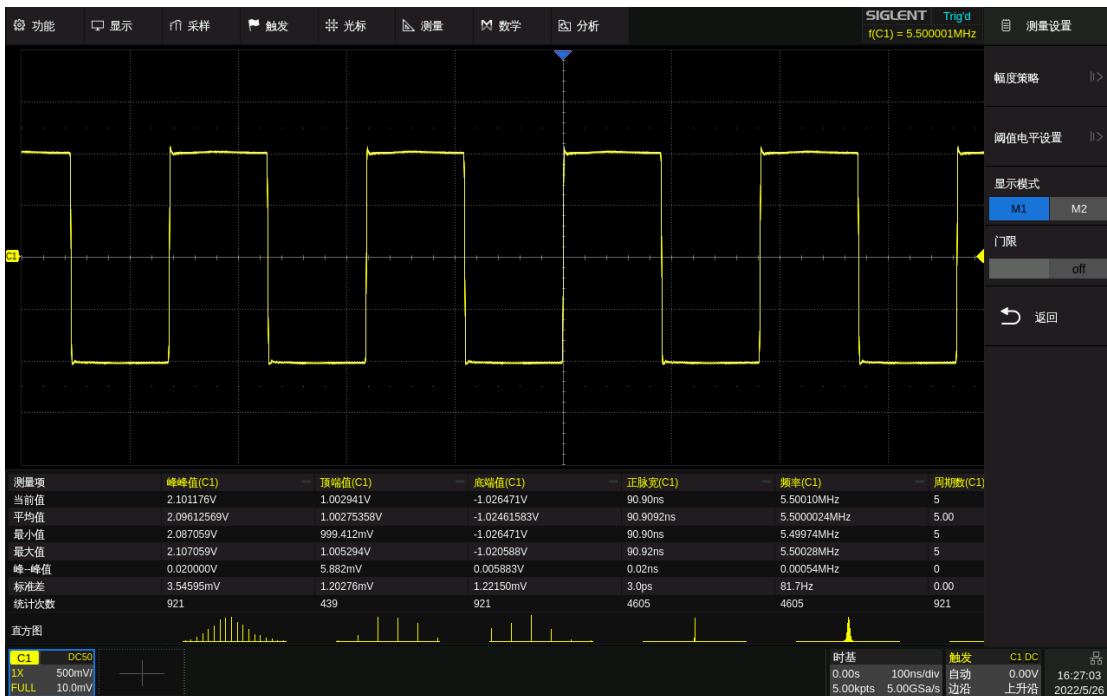 功能 显示 采样 触发 光标 测量 数学 分析 SIGLENT Trig'd 测量设置
f(C1) = 5.500001MHz
幅度策略
阈值电平设置
显示模式
M1 M2
门限
off
返回
C1
测量项 峰峰值(C1) 顶端值(C1) 底端值(C1) 正脉宽(C1) 频率(C1) 周期数(C1)
当前值 2.101176V 1.002941V -1.026471V 90.90ns 5.50010MHz 5
平均值 2.09612569V 1.00275358V -1.02461583V 90.9092ns 5.5000024MHz 5.00
最小值 2.087059V 999.412mV -1.026471V 90.90ns 5.49974MHz 5
最大值 2.107059V 1.005294V -1.020588V 90.92ns 5.50028MHz 5
峰--峰值 0.020000V 5.882mV 0.005883V 0.02ns 0.00054MHz 0
标准差 3.54595mV 1.20276mV 1.22150mV 3.0ps 81.7Hz 0.00
统计次数 921 439 921 4605 4605 921
直方图
C1 DC50 时基 触发 C1 DC
1X 500mV/ 0.00s 100ns/div 自动 0.00V 16:27:03
FULL 10.0mV 5.00kpts 5.00GSa/s 边沿 上升沿 2022/5/26